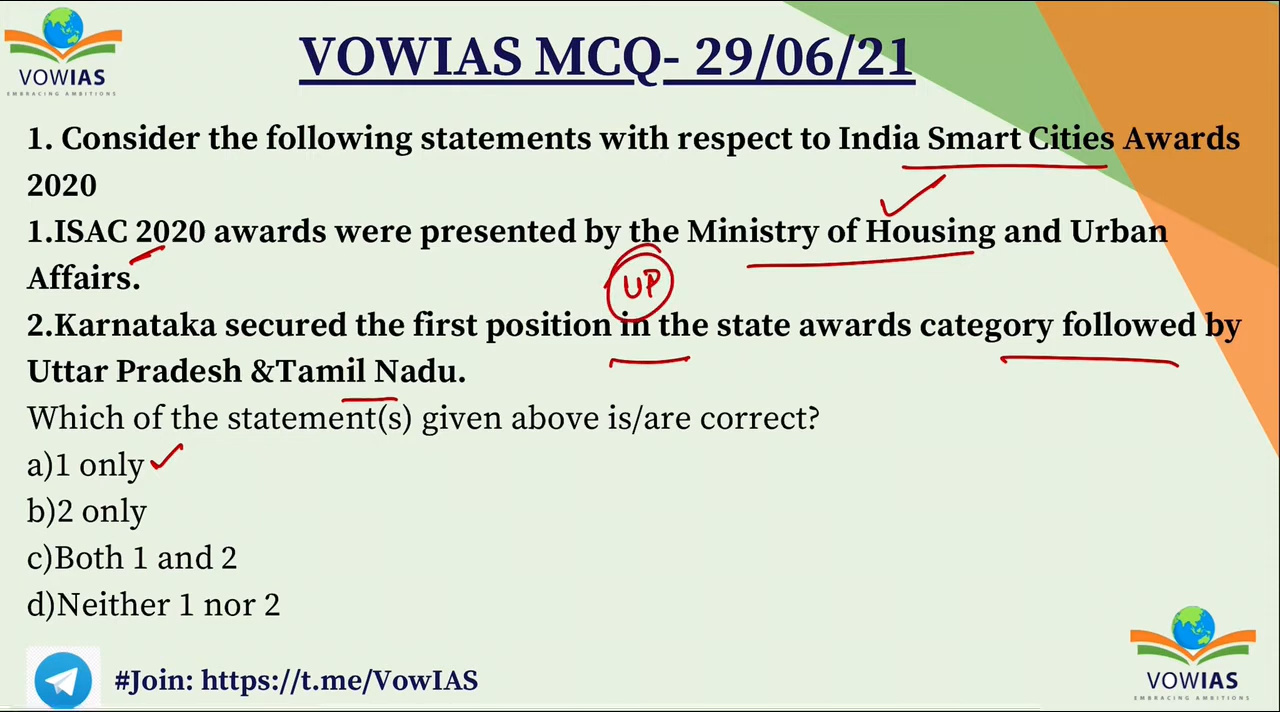 VOWIAS
EMBRACING AMBITIONS
VOWIAS MCQ- 29/06/21
1. Consider the following statements with respect to India Smart Cities Awards
2020
1.ISAC 2020 awards were presented by the Ministry of Housing and Urban
Affairs.
UP
2.Karnataka secured the first position in the state awards category followed by
Uttar Pradesh &Tamil Nadu.
Which of the statement(s) given above is/are correct?
a)1 only
b)2 only
c)Both 1 and 2
d)Neither 1 nor 2
#Join: https://t.me/VowIAS
VOWIAS
EMBRACING AMBITIONS